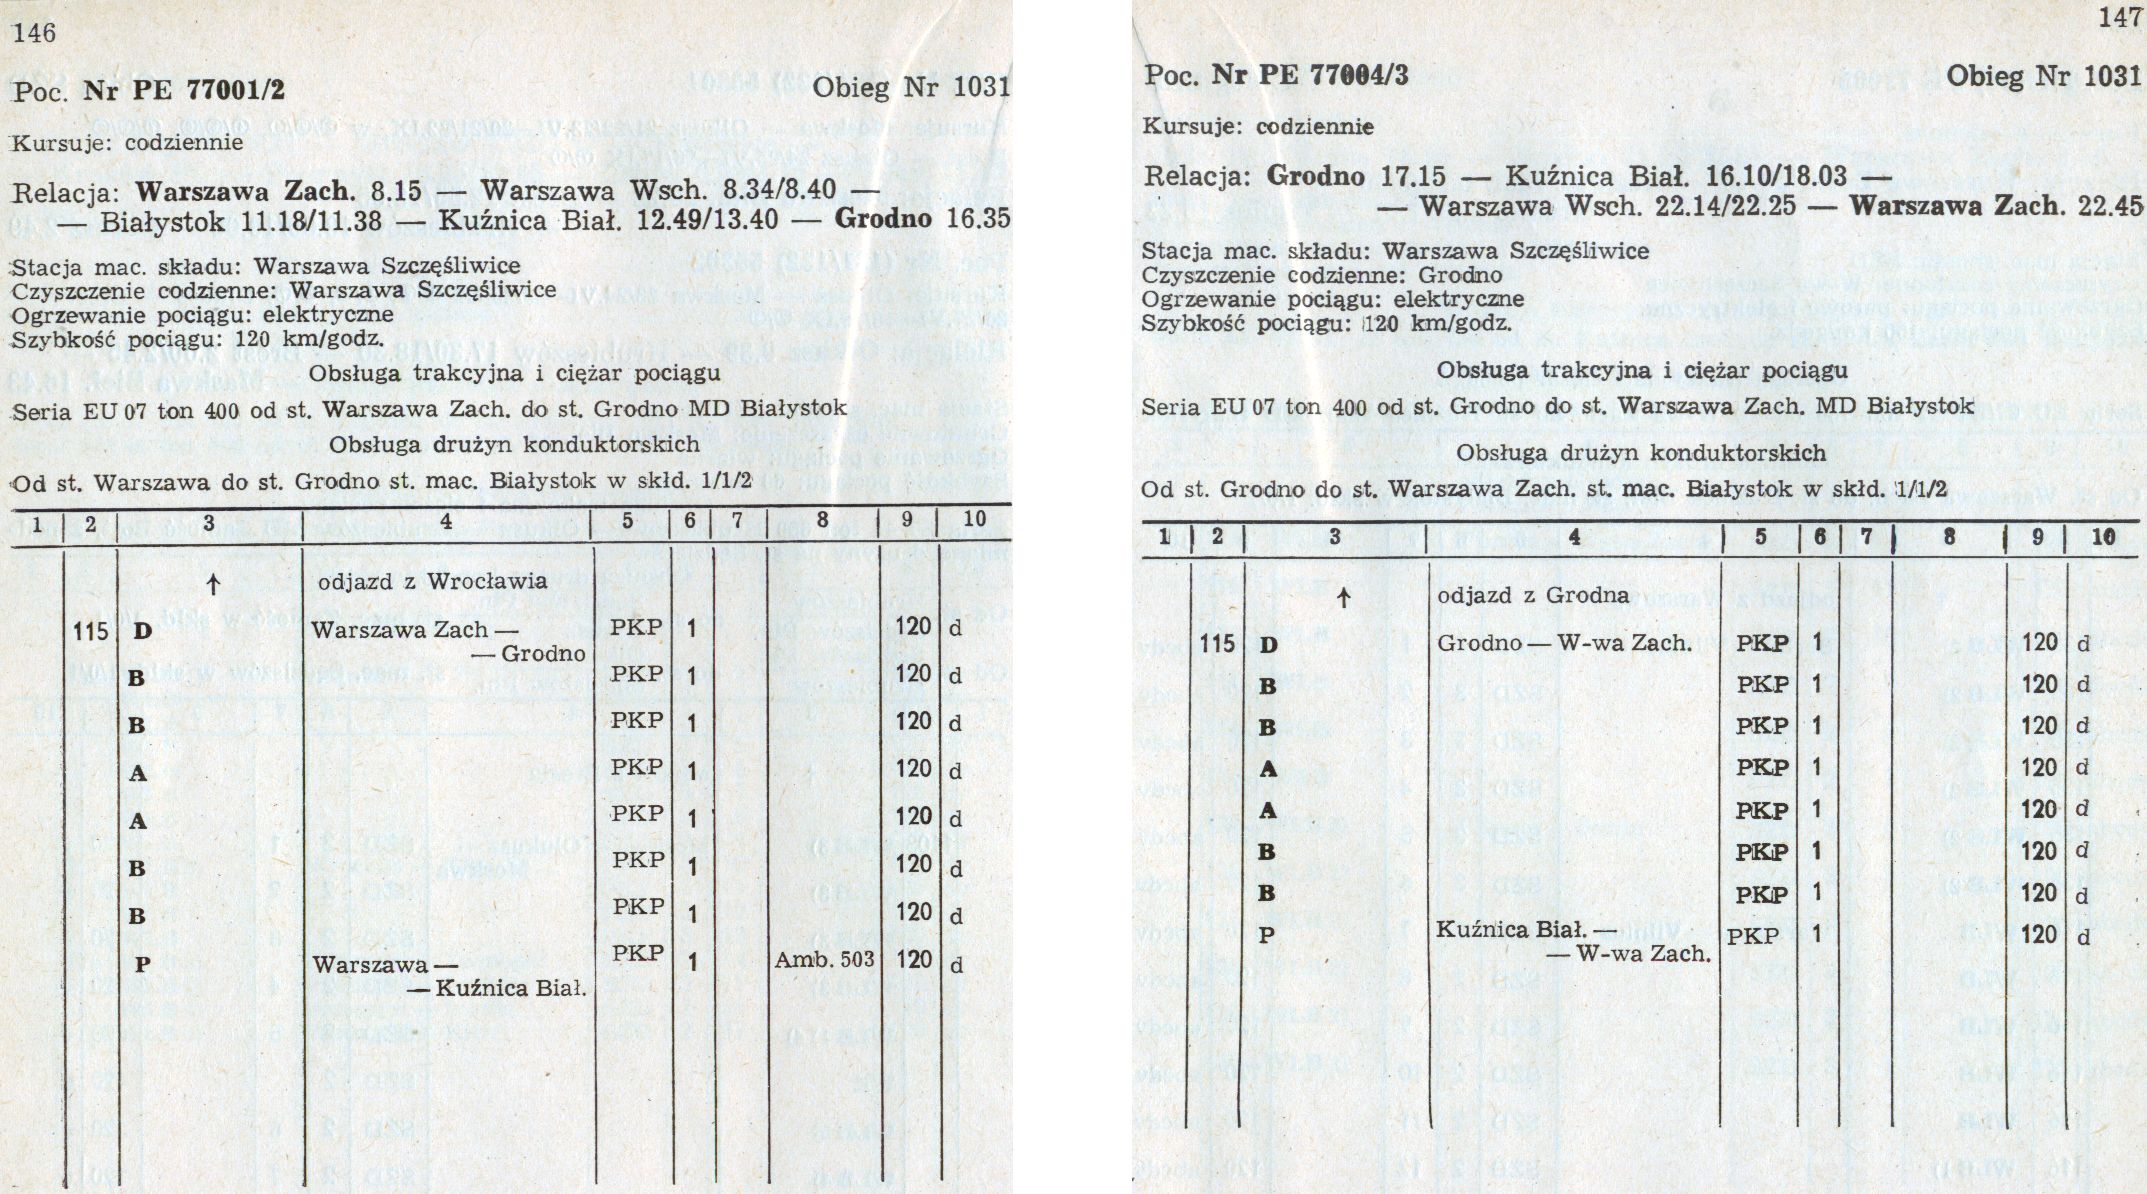 146
Poc. Nr PE 77001/2 Obieg Nr 1031
Kursuje: codziennie
Relacja: Warszawa Zach. 8.15 — Warszawa Wsch. 8.34/8.40 —
— Białystok 11.18/11.38 — Kuźnica Biał. 12.49/13.40 — Grodno 16.35
Stacja mac. składu: Warszawa Szczęśliwice
Czyszczenie codzienne: Warszawa Szczęśliwice
Ogrzewanie pociągu: elektryczne
Szybkość pociągu: 120 km/godz.
Obsługa trakcyjna i ciężar pociągu
Seria EU 07 ton 400 od st. Warszawa Zach. do st. Grodno MD Białystok
Obsługa drużyn konduktorskich
Od st. Warszawa do st. Grodno st. mac. Białystok w skłd. 1/1/2
1 2 3 4 5 6 7 8 9 10
↑ odjazd z Wrocławia
115 D Warszawa Zach — PKP 1 120 d
— Grodno
B PKP 1 120 d
B PKP 1 120 d
A PKP 1 120 d
A PKP 1 120 d
B PKP 1 120 d
B PKP 1 120 d
P Warszawa — PKP 1 Amb. 503 120 d
— Kuźnica Biał.
147
Poc. Nr PE 77004/3 Obieg Nr 1031
Kursuje: codziennie
Relacja: Grodno 17.15 — Kuźnica Biał. 16.10/18.03 —
— Warszawa Wsch. 22.14/22.25 — Warszawa Zach. 22.45
Stacja mac. składu: Warszawa Szczęśliwice
Czyszczenie codzienne: Grodno
Ogrzewanie pociągu: elektryczne
Szybkość pociągu: 120 km/godz.
Obsługa trakcyjna i ciężar pociągu
Seria EU 07 ton 400 od st. Grodno do st. Warszawa Zach. MD Białystok
Obsługa drużyn konduktorskich
Od st. Grodno do st. Warszawa Zach. st. mac. Białystok w skłd. 1/1/2
1 2 3 4 5 6 7 8 9 10
↑ odjazd z Grodna
115 D Grodno — W-wa Zach. PKP 1 120 d
B PKP 1 120 d
B PKP 1 120 d
A PKP 1 120 d
A PKP 1 120 d
B PKP 1 120 d
B PKP 1 120 d
P Kuźnica Biał. — PKP 1 120 d
— W-wa Zach.